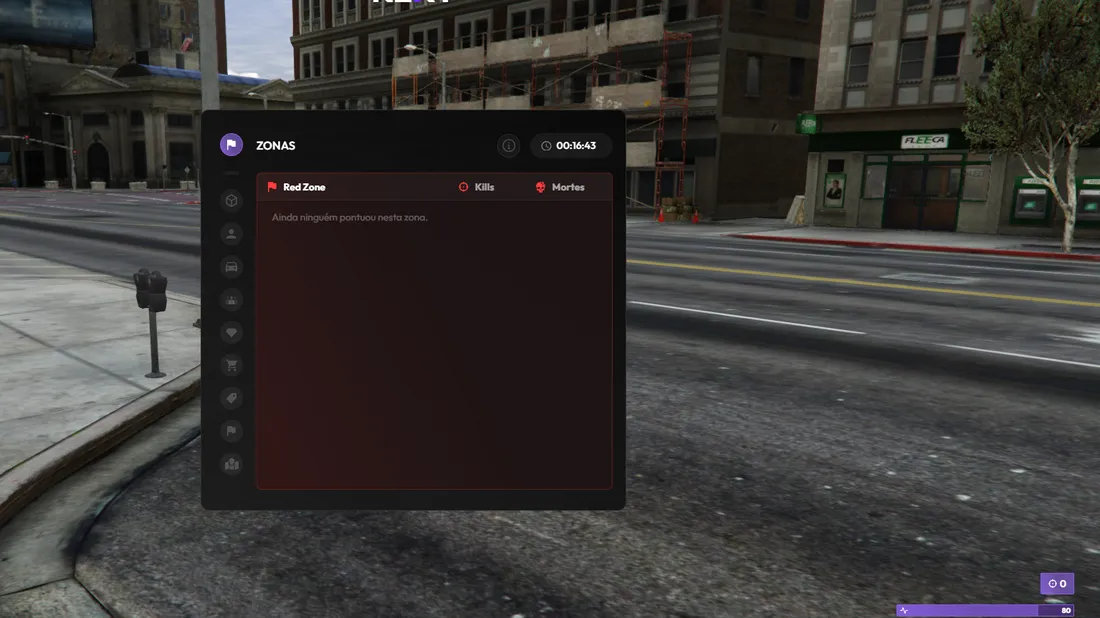 ZONAS
00:16:43
Red Zone
Kills
Mortes
Ainda ninguém pontuou nesta zona.
FLEECA
0
80